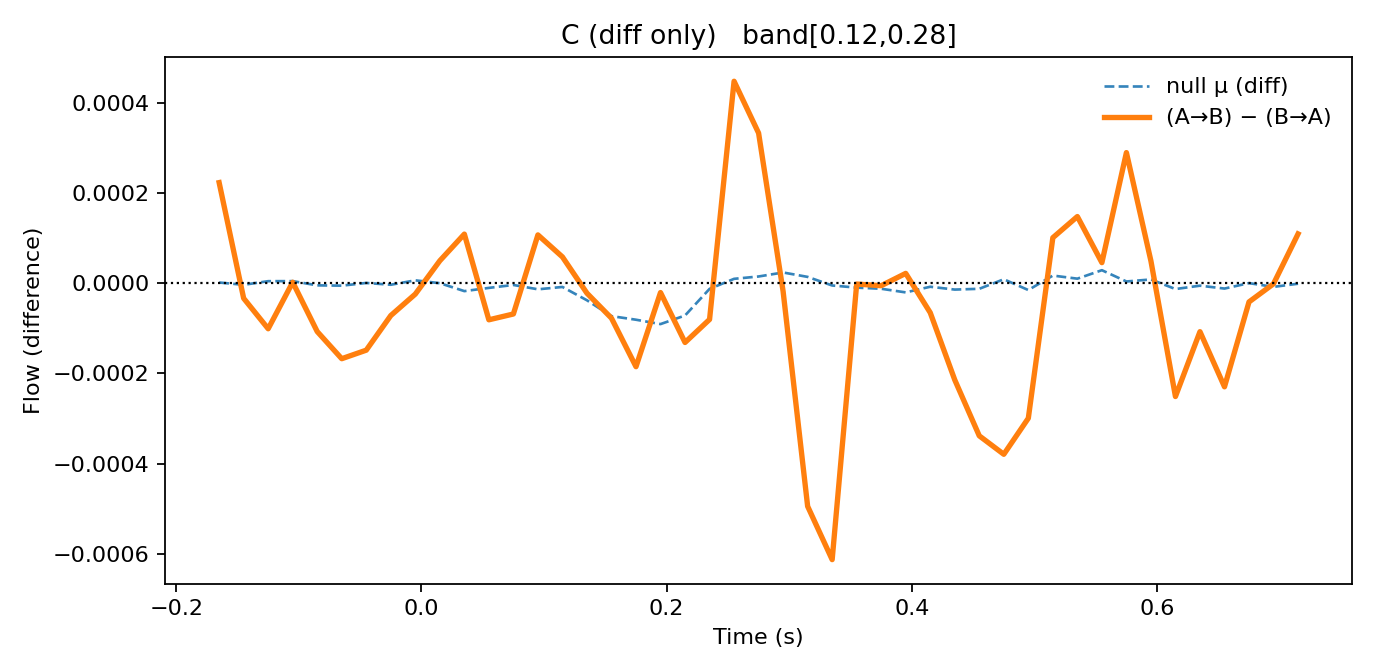 C (diff only)   band[0.12,0.28]
null μ (diff)
(A→B) − (B→A)
Flow (difference)
0.0004
0.0002
0.0000
−0.0002
−0.0004
−0.0006
−0.2
0.0
0.2
0.4
0.6
Time (s)